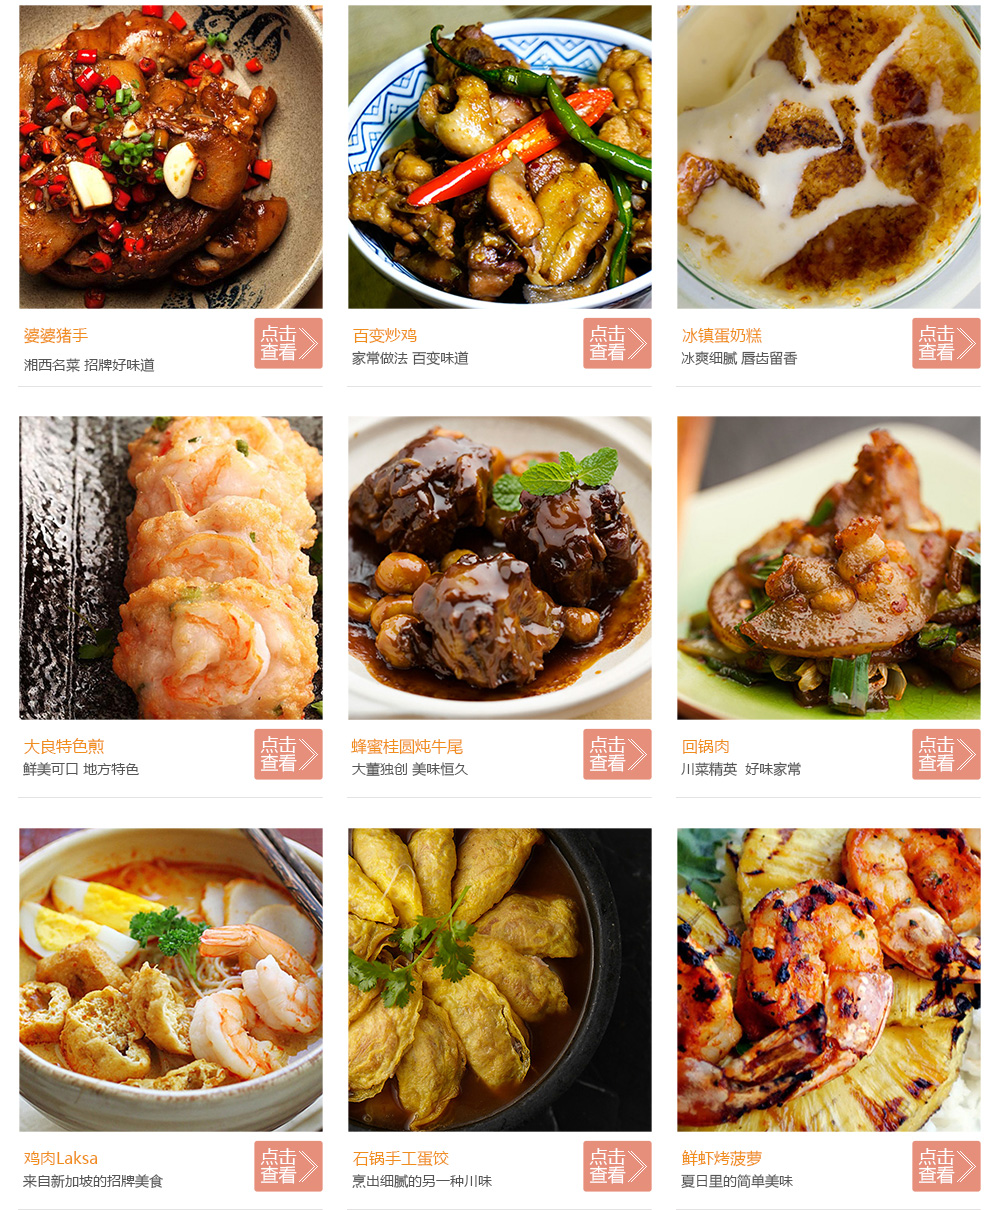 婆婆猪手
湘西名菜 招牌好味道
点击
查看
百变炒鸡
家常做法 百变味道
点击
查看
冰镇蛋奶糕
冰爽细腻 唇齿留香
点击
查看
大良特色煎
鲜美可口 地方特色
点击
查看
蜂蜜桂圆炖牛尾
大董独创 美味恒久
点击
查看
回锅肉
川菜精英 好味家常
点击
查看
鸡肉Laksa
来自新加坡的招牌美食
点击
查看
石锅手工蛋饺
烹出细腻的另一种川味
点击
查看
鲜虾烤菠萝
夏日里的简单美味
点击
查看